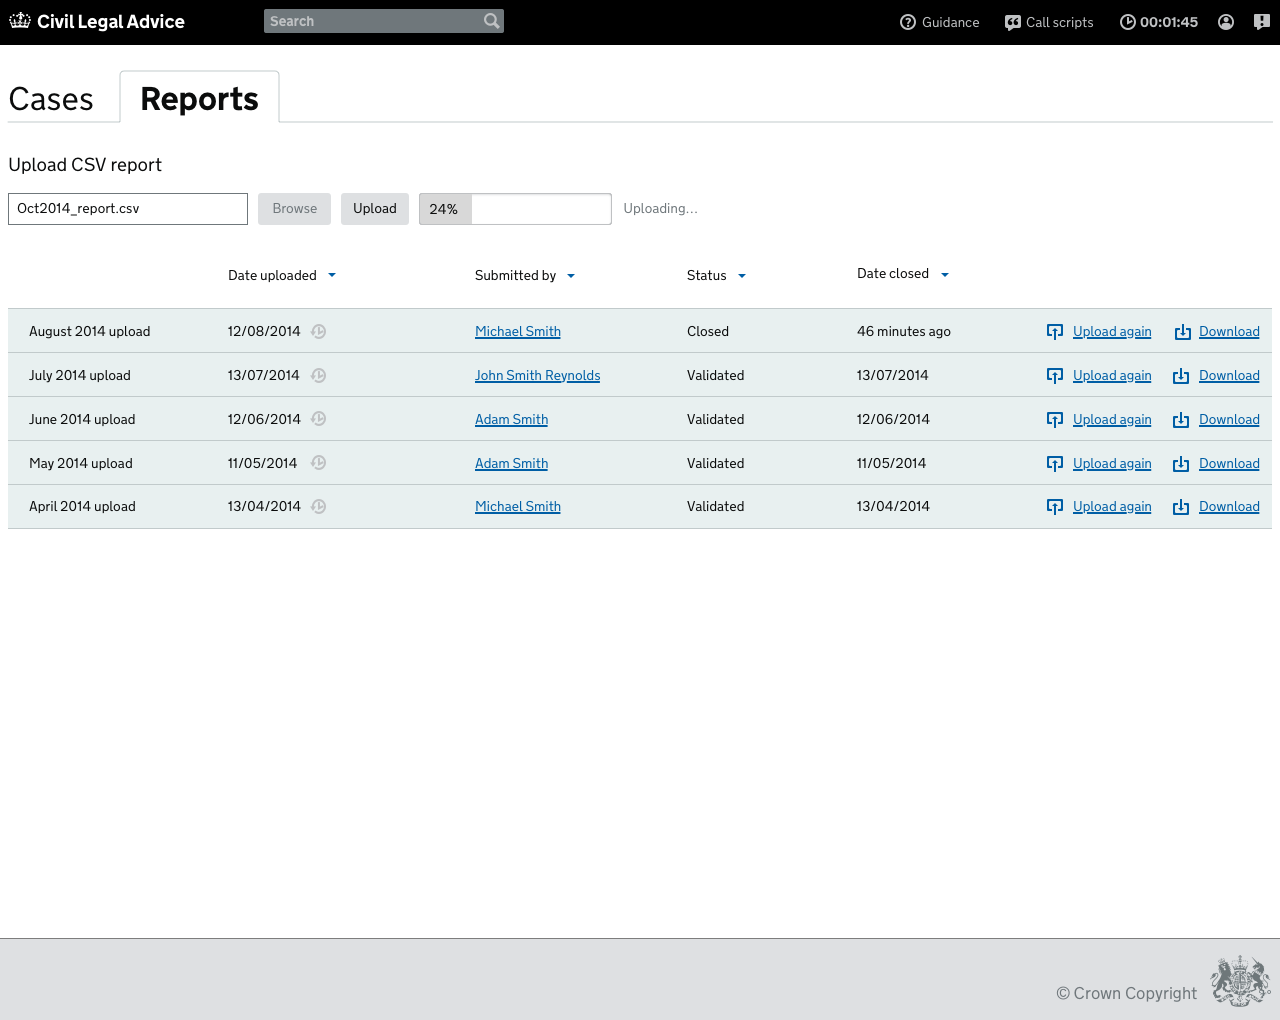 Civil Legal Advice Search Guidance Call scripts 00:01:45
Cases Reports
Upload CSV report
Oct2014_report.csv Browse Upload 24% Uploading...
Date uploaded Submitted by Status Date closed
August 2014 upload 12/08/2014 Michael Smith Closed 46 minutes ago Upload again Download
July 2014 upload 13/07/2014 John Smith Reynolds Validated 13/07/2014 Upload again Download
June 2014 upload 12/06/2014 Adam Smith Validated 12/06/2014 Upload again Download
May 2014 upload 11/05/2014 Adam Smith Validated 11/05/2014 Upload again Download
April 2014 upload 13/04/2014 Michael Smith Validated 13/04/2014 Upload again Download
© Crown Copyright